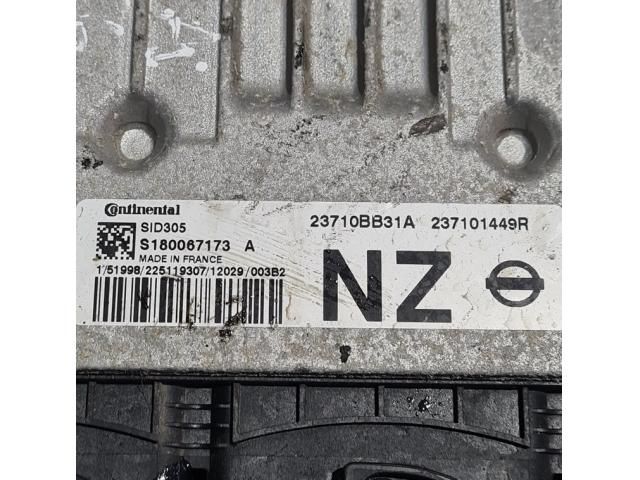 Continental
SID305
S180067173 A
MADE IN FRANCE
1/51998/225119307/12029/003B2
23710BB31A 237101449R
NZ